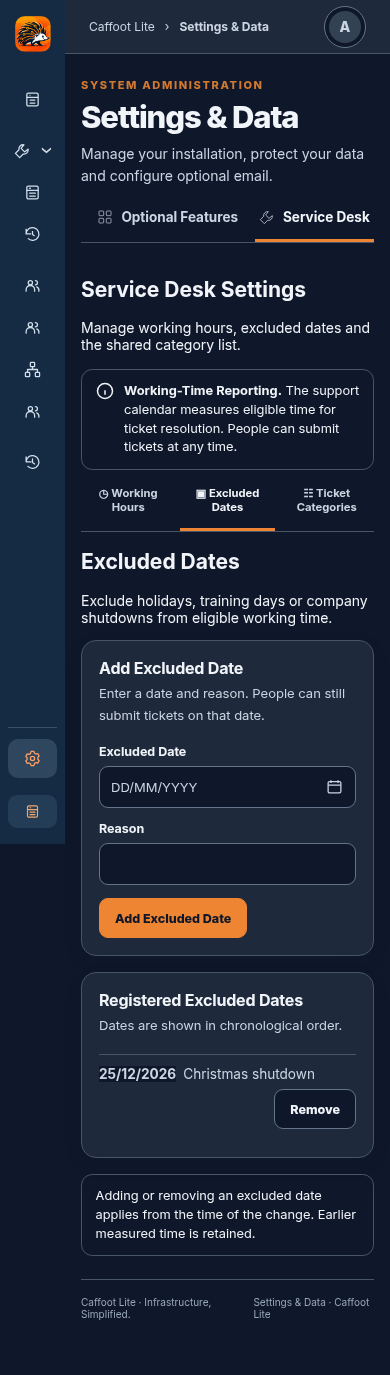 Caffoot Lite › Settings & Data A
SYSTEM ADMINISTRATION
Settings & Data
Manage your installation, protect your data
and configure optional email.
Optional Features Service Desk
Service Desk Settings
Manage working hours, excluded dates and
the shared category list.
Working-Time Reporting. The support
calendar measures eligible time for
ticket resolution. People can submit
tickets at any time.
Working Hours
Excluded Dates
Ticket Categories
Excluded Dates
Exclude holidays, training days or company
shutdowns from eligible working time.
Add Excluded Date
Enter a date and reason. People can still
submit tickets on that date.
Excluded Date
DD/MM/YYYY
Reason
Add Excluded Date
Registered Excluded Dates
Dates are shown in chronological order.
25/12/2026 Christmas shutdown
Remove
Adding or removing an excluded date
applies from the time of the change. Earlier
measured time is retained.
Caffoot Lite · Infrastructure,
Simplified.
Settings & Data · Caffoot
Lite